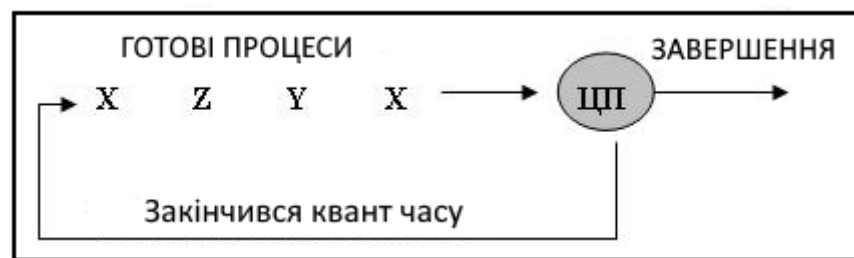 ГОТОВІ ПРОЦЕСИ
ЗАВЕРШЕННЯ
X Z Y X
ЦП
Закінчився квант часу